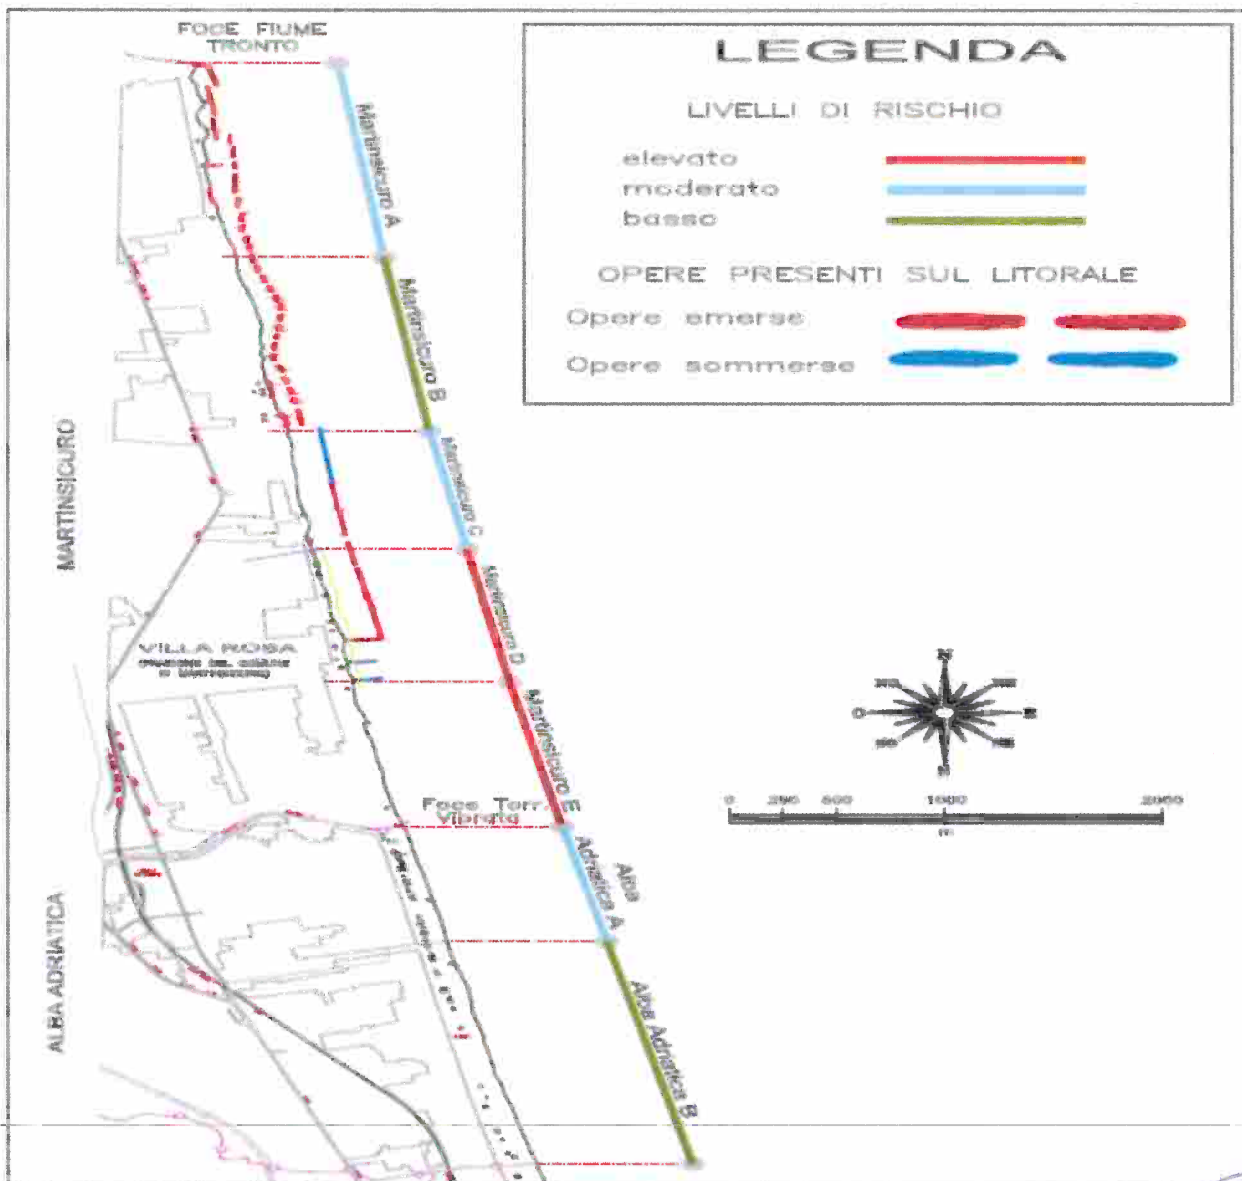 FOCE FIUME
TRONTO
LEGENDA
LIVELLI DI RISCHIO
elevato
moderato
basso
OPERE PRESENTI SUL LITORALE
Opere emerse
Opere sommerse
Martinsicuro A
Martinsicuro B
Martinsicuro C
Martinsicuro D
Martinsicuro E
MARTINSICURO
VILLA ROSA
Foce Torr.
Vibrata
Alba
Adriatica A
Alba Adriatica B
ALBA ADRIATICA
N
O
0
500
1000
2000